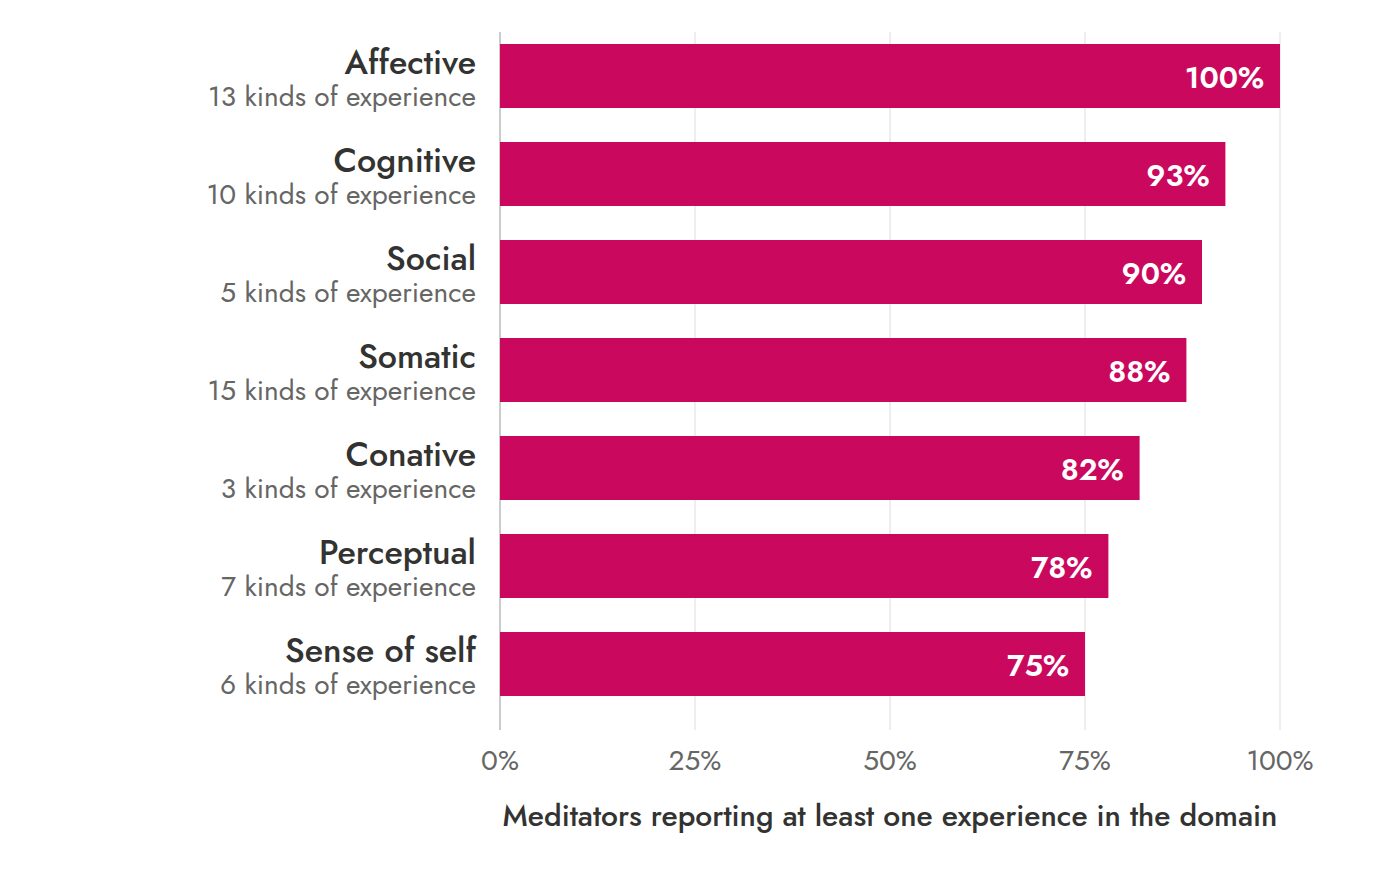 Affective
13 kinds of experience
100%
Cognitive
10 kinds of experience
93%
Social
5 kinds of experience
90%
Somatic
15 kinds of experience
88%
Conative
3 kinds of experience
82%
Perceptual
7 kinds of experience
78%
Sense of self
6 kinds of experience
75%
0% 25% 50% 75% 100%
Meditators reporting at least one experience in the domain